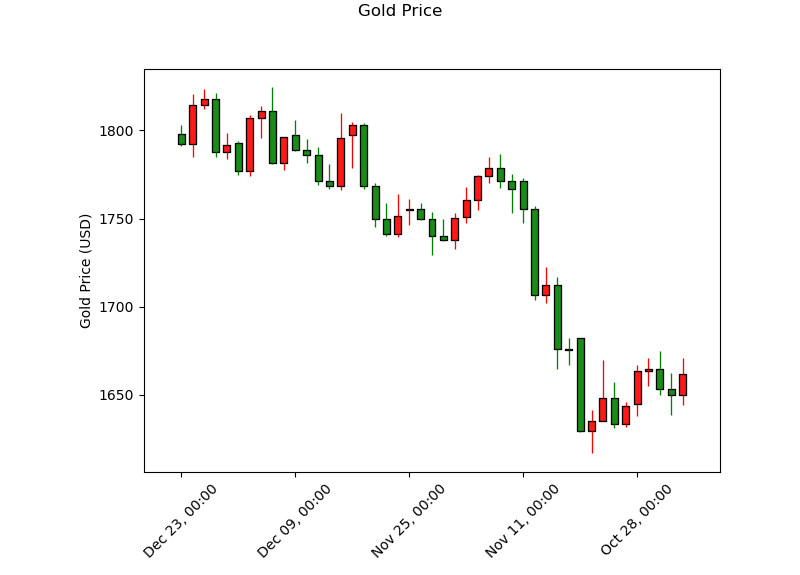 Gold Price
Gold Price (USD)
1800
1750
1700
1650
Dec 23, 00:00
Dec 09, 00:00
Nov 25, 00:00
Nov 11, 00:00
Oct 28, 00:00